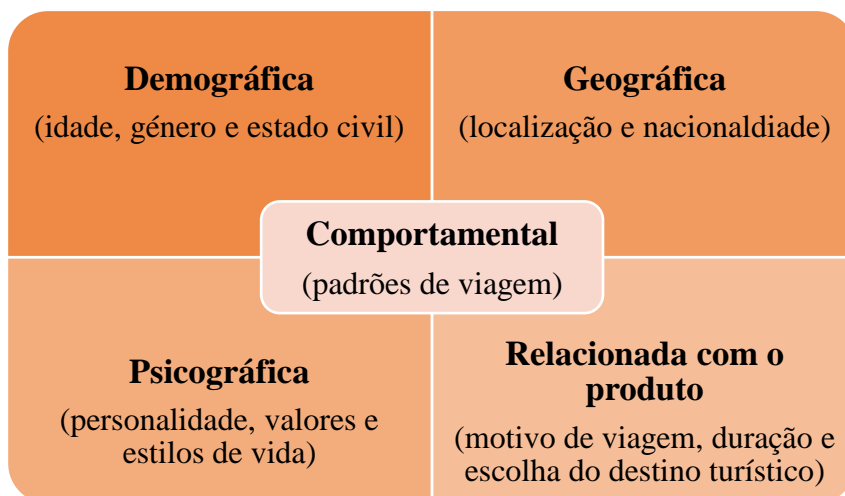 Demográfica
(idade, género e estado civil)
Geográfica
(localização e nacionaldiade)
Comportamental
(padrões de viagem)
Psicográfica
(personalidade, valores e
estilos de vida)
Relacionada com o
produto
(motivo de viagem, duração e
escolha do destino turístico)